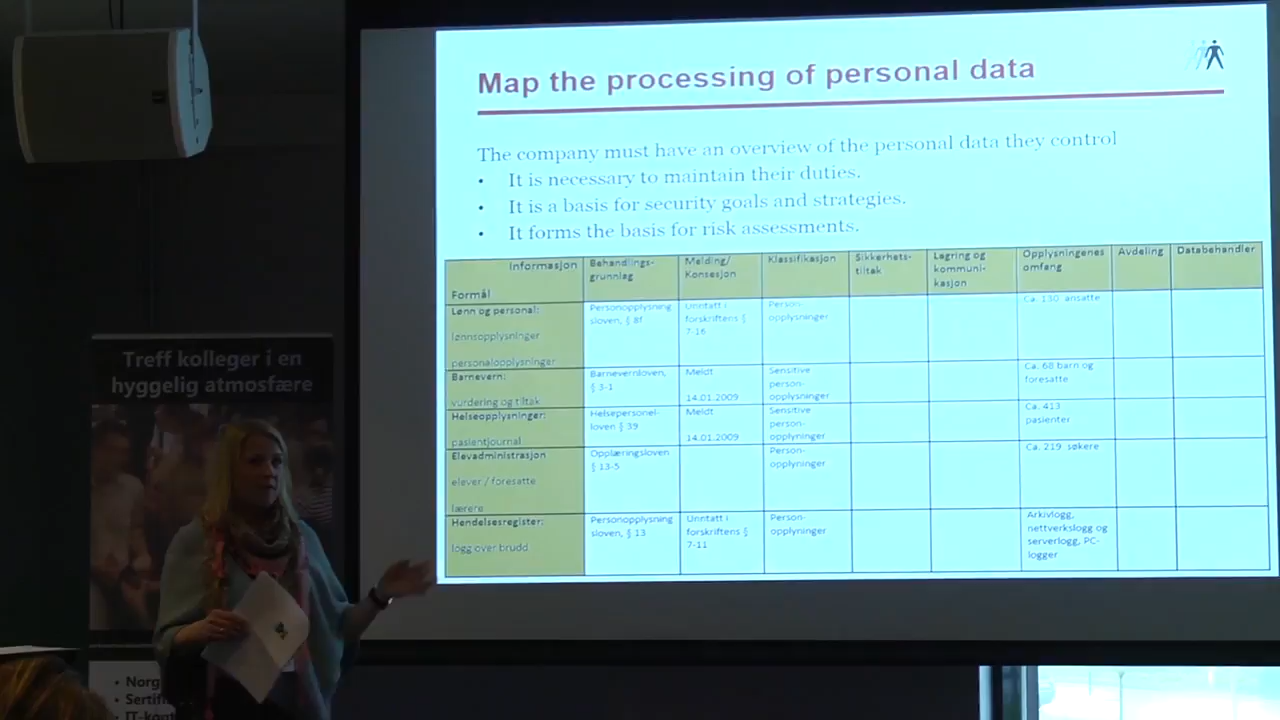 Map the processing of personal data
The company must have an overview of the personal data they control
• It is necessary to maintain their duties.
• It is a basis for security goals and strategies.
• It forms the basis for risk assessments.
Informasjon
Formål
Behandlings-
grunnlag
Melding/
Konsesjon
Klassifikasjon
Sikkerhets-
tiltak
Lagring og
kommuni-
kasjon
Opplysningenes
omfang
Avdeling
Databehandler
Lønn og personal:
lønnsopplysninger
personalopplysninger
Personopplysning
sloven, § 8f
Unntatt i
forskriftens §
7-16
Person-
opplysninger
Ca. 130 ansatte
Barnevern:
vurdering og tiltak
Barnevernloven,
§ 3-1
Meldt
14.01.2009
Sensitive
person-
opplysninger
Ca. 68 barn og
foresatte
Helseopplysninger:
pasientjournal
Helsepersonel-
loven § 39
Meldt
14.01.2009
Sensitive
person-
opplyninger
Ca. 413
pasienter
Elevadministrasjon
elever / foresatte
lærere
Opplæringsloven
§ 13-5
Person-
opplyninger
Ca. 219 søkere
Hendelsesregister:
logg over brudd
Personopplysning
sloven, § 13
Unntatt i
forskriftens §
7-11
Person-
opplyninger
Arkivlogg,
nettverkslogg og
serverlogg, PC-
logger
Treff kolleger i en
hyggelig atmosfære
• Norg
• Sertifi